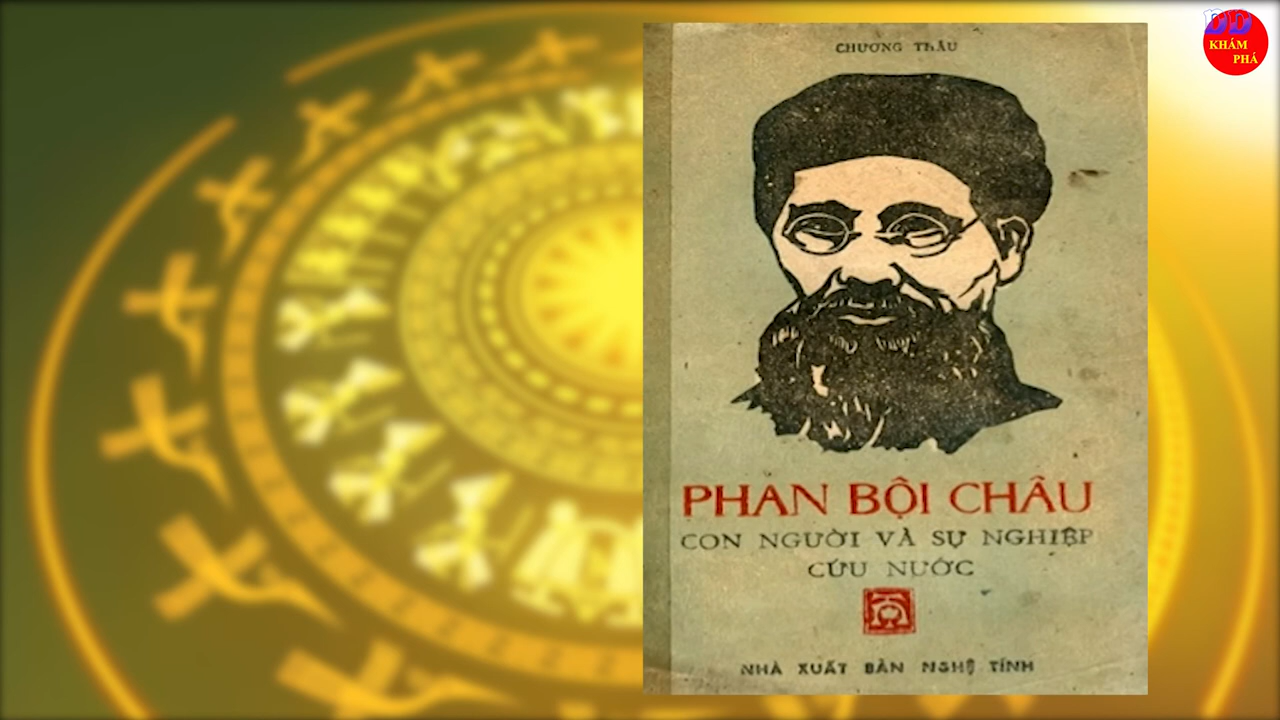 CHƯƠNG THÂU
PHAN BỘI CHÂU
CON NGƯỜI VÀ SỰ NGHIỆP
CỨU NƯỚC
NHÀ XUẤT BẢN NGHỆ TĨNH
DD
KHÁM
PHÁ